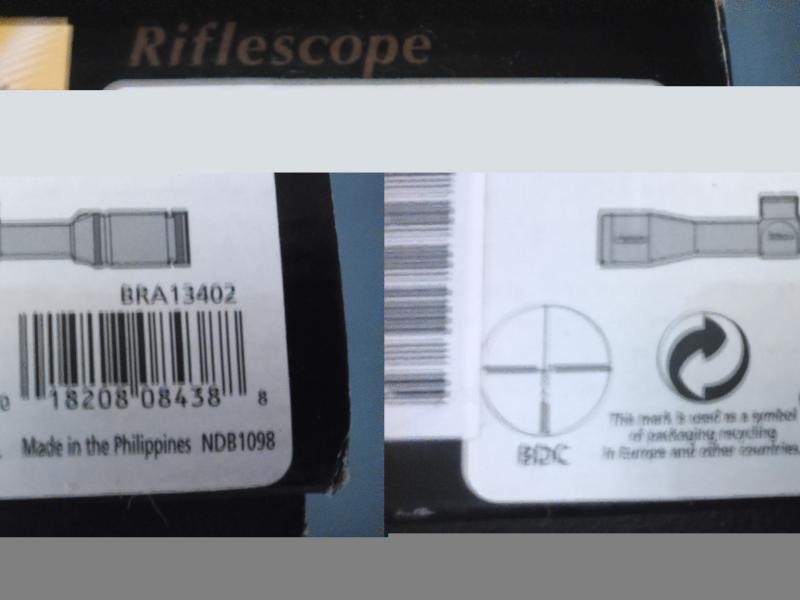 Riflescope
BRA13402
0 18208 08438 8
Made in the Philippines NDB1098
BDC
This mark is used as a symbol
of packaging recycling
in Europe and other countries.